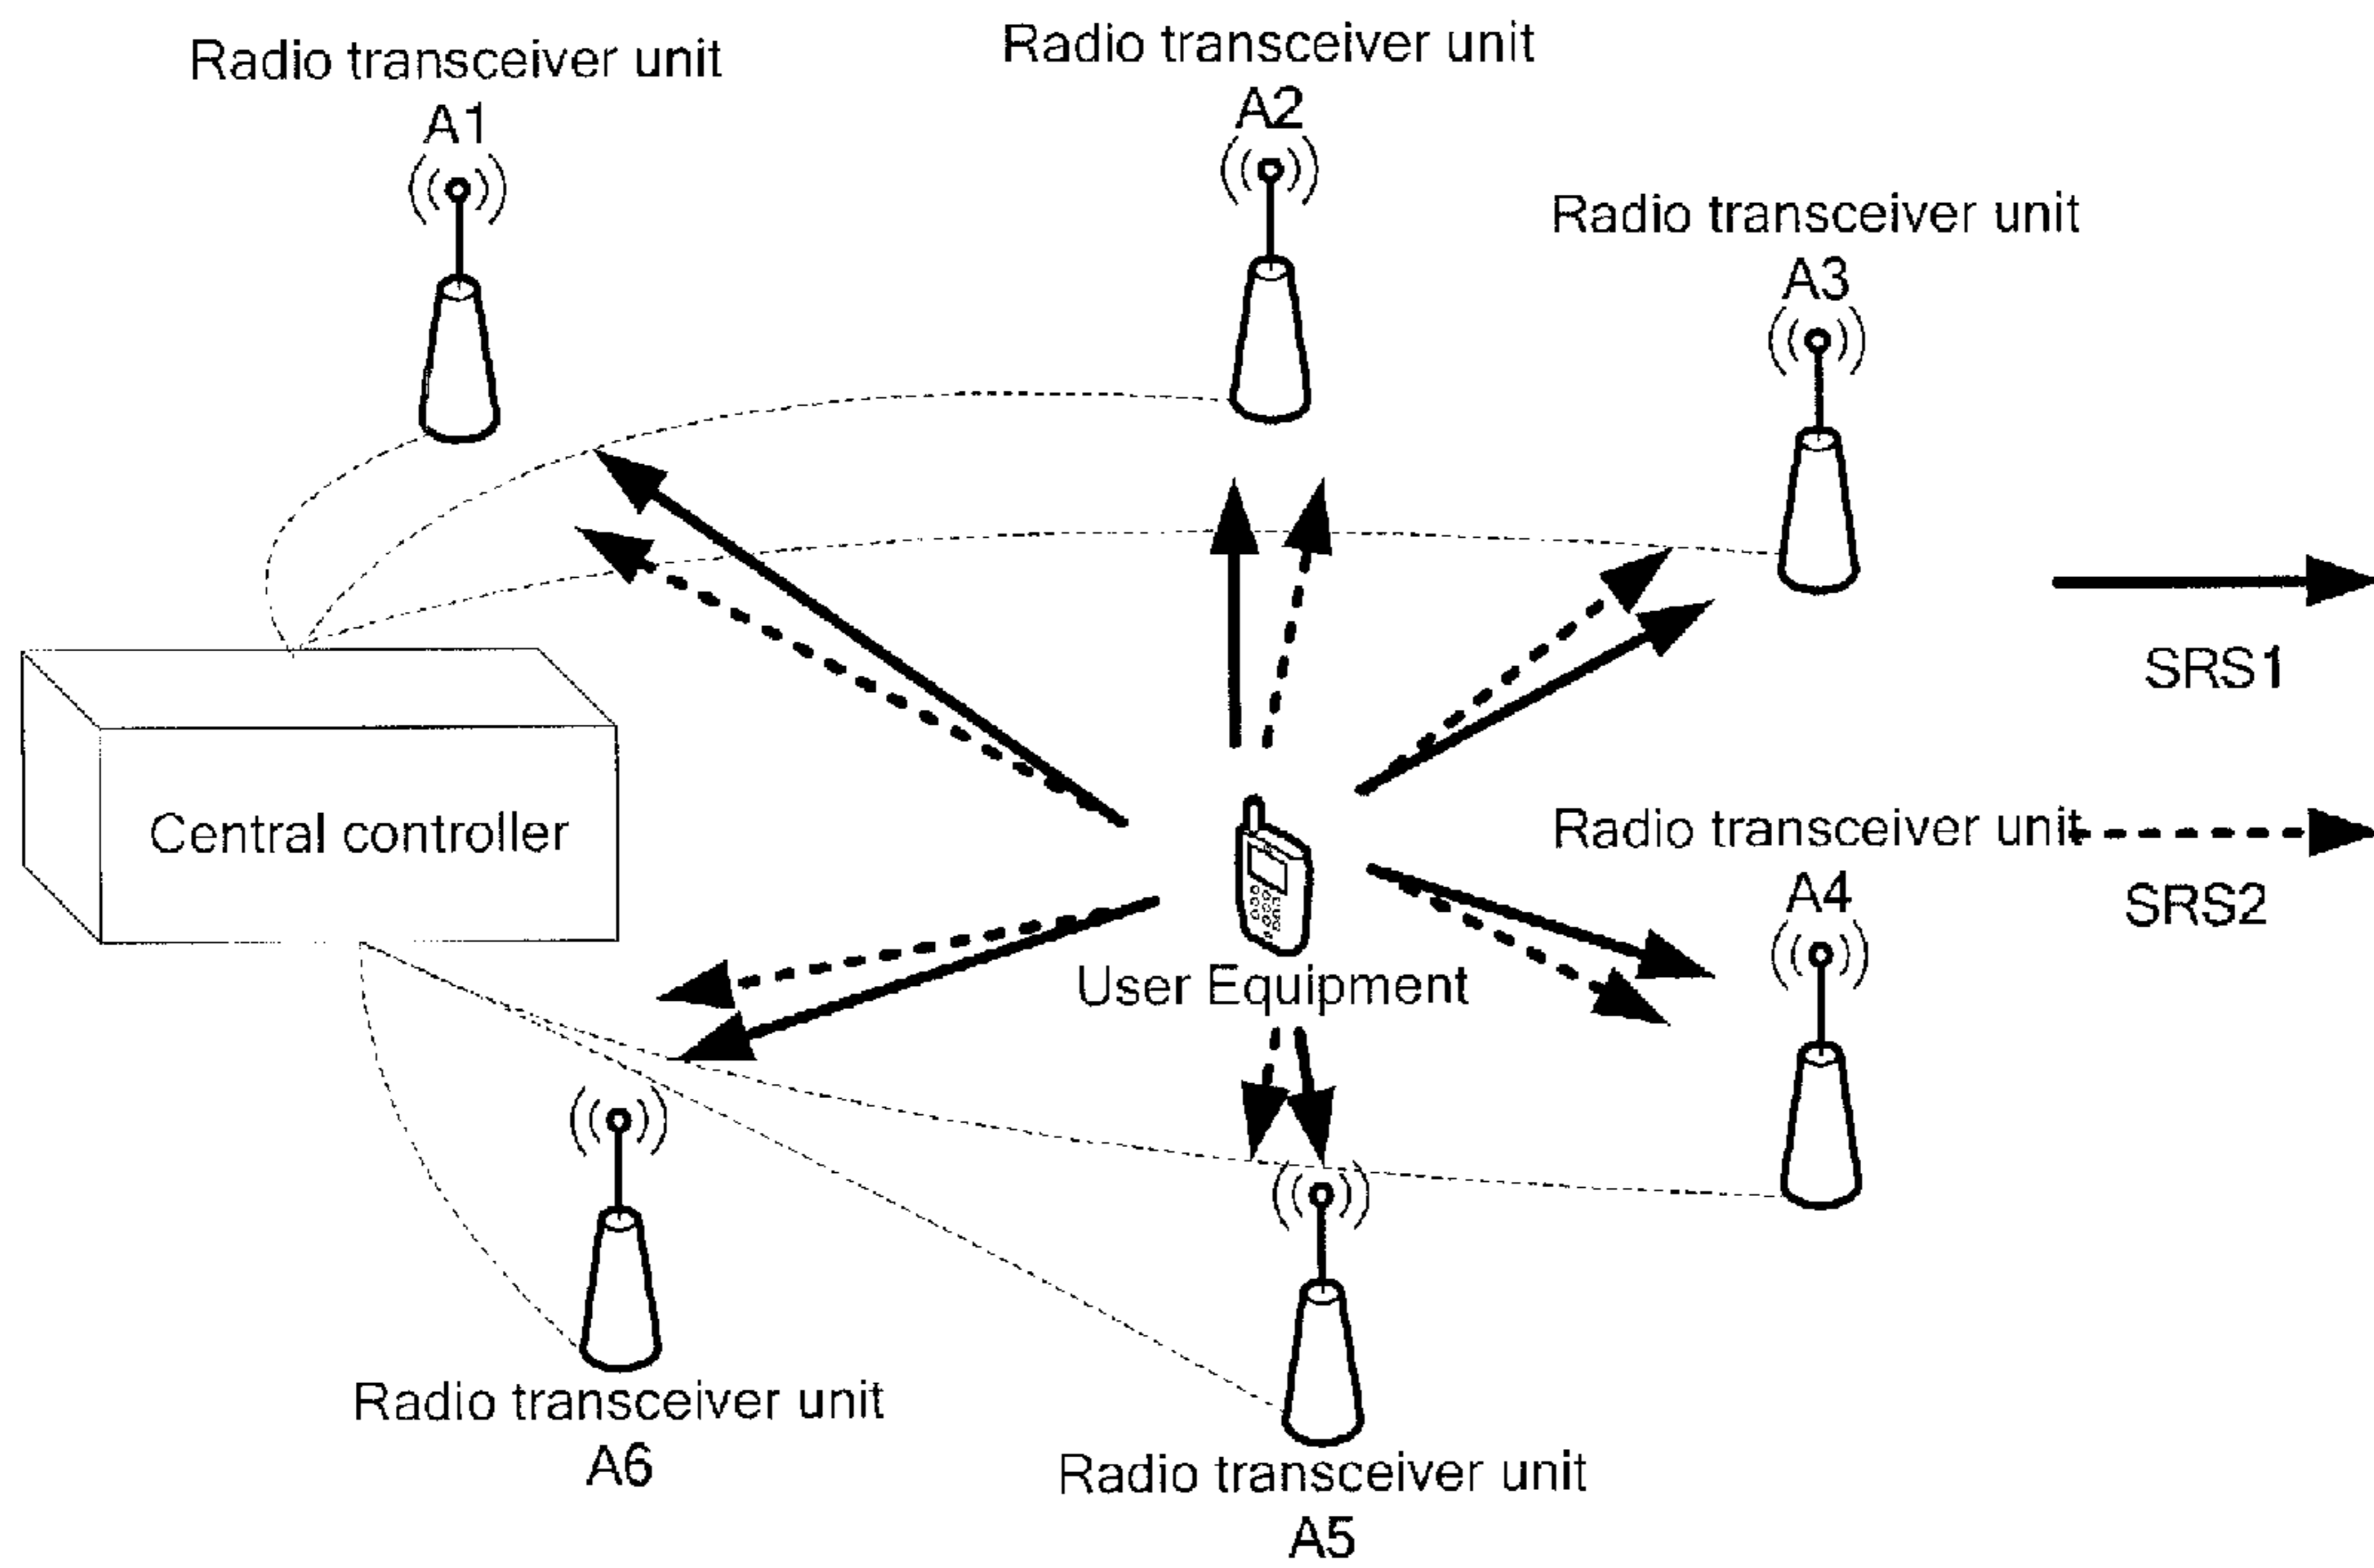 Radio transceiver unit
A1
Radio transceiver unit
A2
Radio transceiver unit
A3
SRS1
Central controller
Radio transceiver unit
A4
SRS2
User Equipment
Radio transceiver unit
A6
Radio transceiver unit
A5